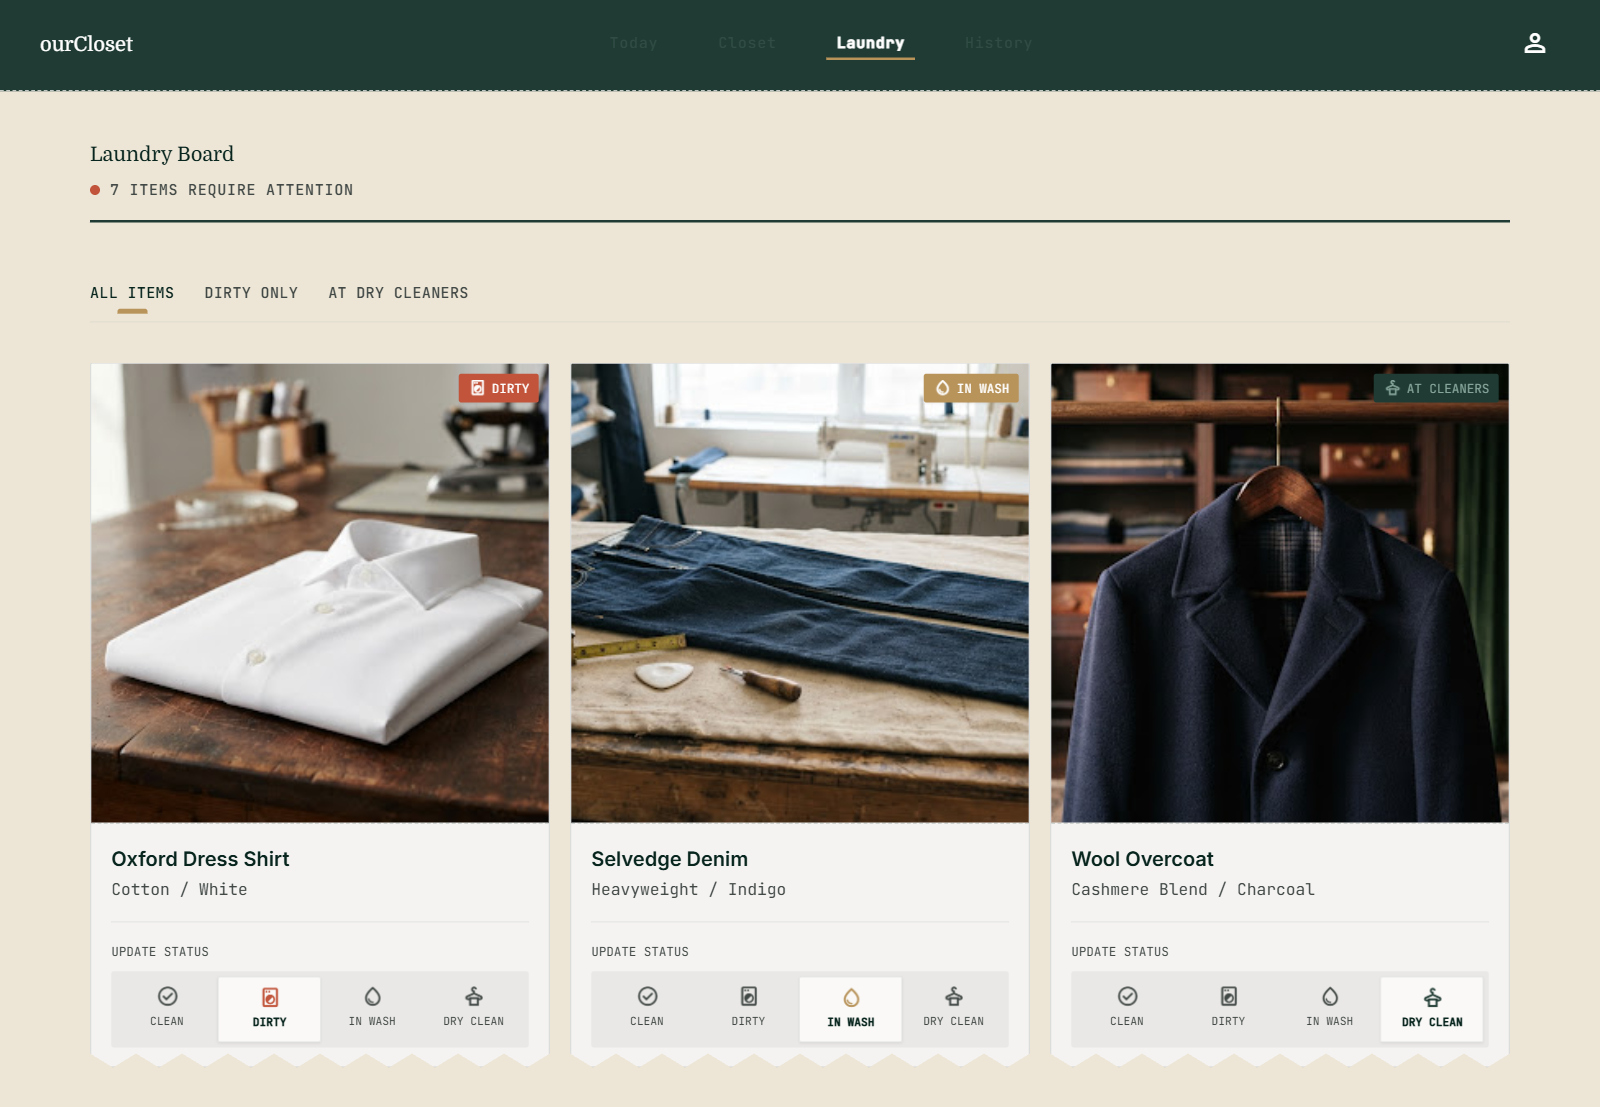 ourCloset
Today Closet Laundry History
Laundry Board
7 ITEMS REQUIRE ATTENTION
ALL ITEMS DIRTY ONLY AT DRY CLEANERS
DIRTY
IN WASH
AT CLEANERS
Oxford Dress Shirt
Cotton / White
UPDATE STATUS
CLEAN DIRTY IN WASH DRY CLEAN
Selvedge Denim
Heavyweight / Indigo
UPDATE STATUS
CLEAN DIRTY IN WASH DRY CLEAN
Wool Overcoat
Cashmere Blend / Charcoal
UPDATE STATUS
CLEAN DIRTY IN WASH DRY CLEAN